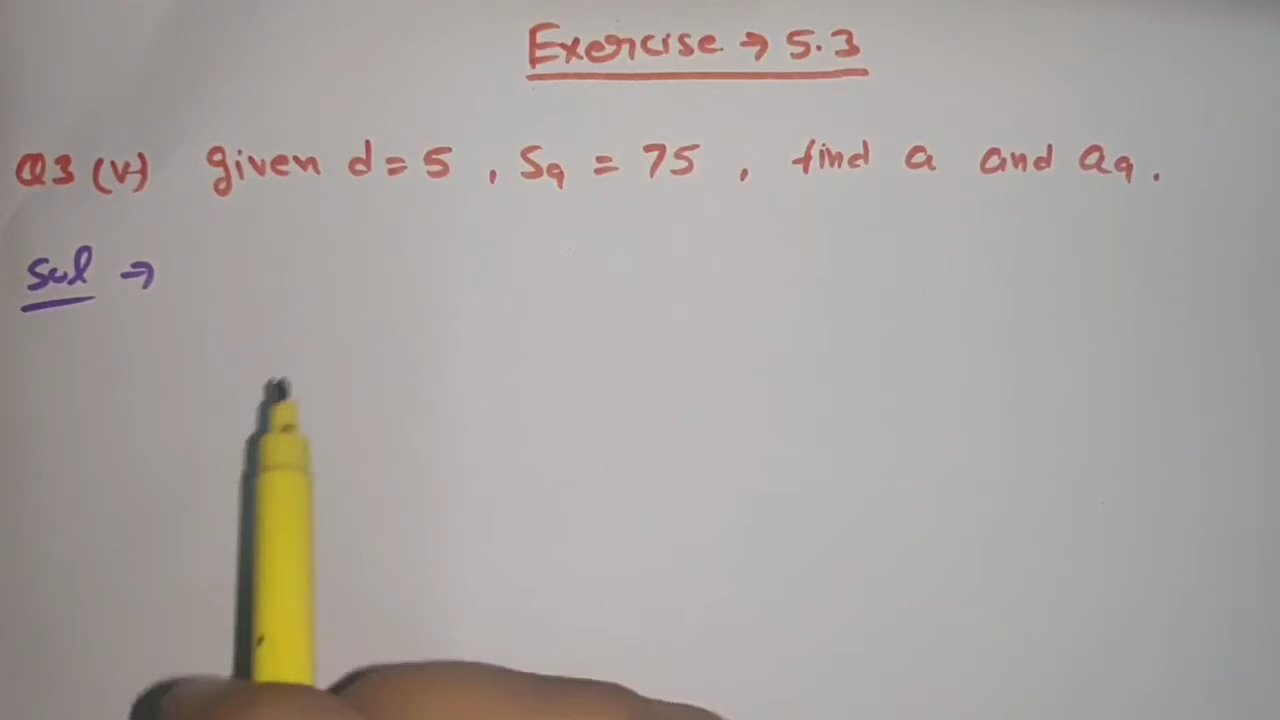 Exercise → 5.3
Q3 (v) given d = 5 , S9 = 75 , find a and a9 .
Sol →